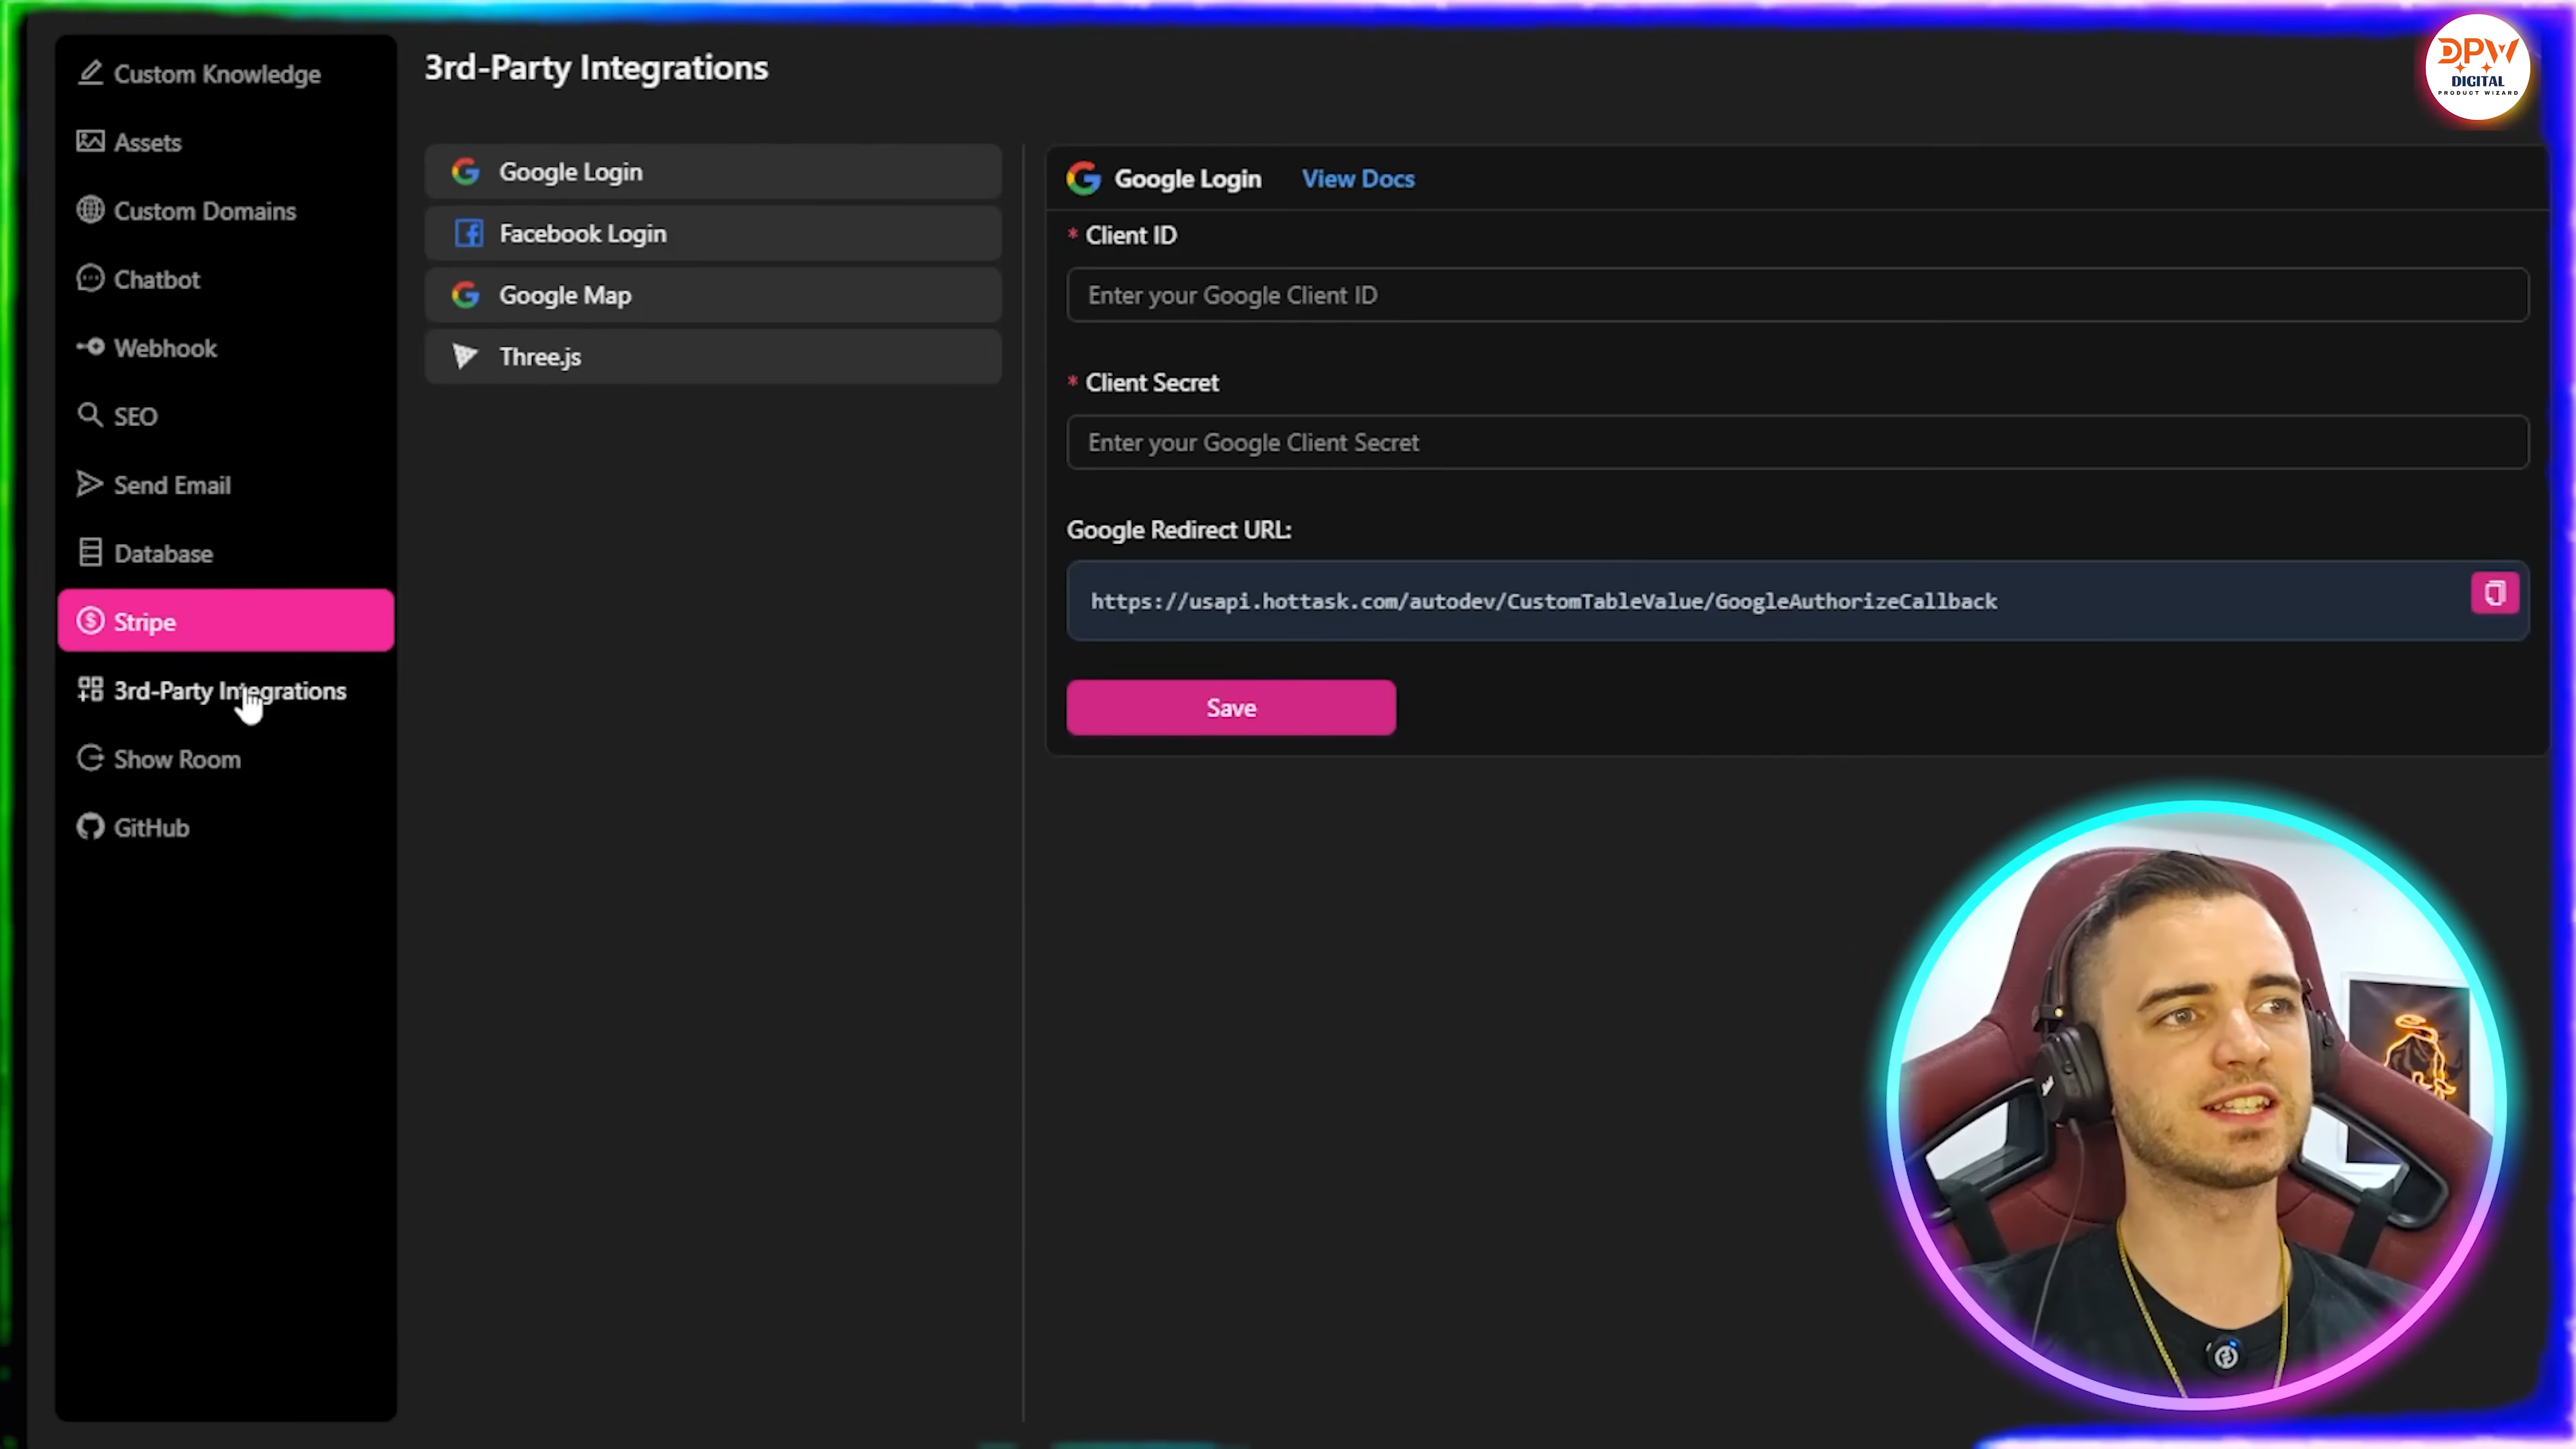 Custom Knowledge
Assets
Custom Domains
Chatbot
Webhook
SEO
Send Email
Database
Stripe
3rd-Party Integrations
Show Room
GitHub
3rd-Party Integrations
Google Login
Facebook Login
Google Map
Three.js
Google Login View Docs
* Client ID
Enter your Google Client ID
* Client Secret
Enter your Google Client Secret
Google Redirect URL:
https://usapi.hottask.com/autodev/CustomTableValue/GoogleAuthorizeCallback
Save
DPW
DIGITAL
PRODUCT WIZARD